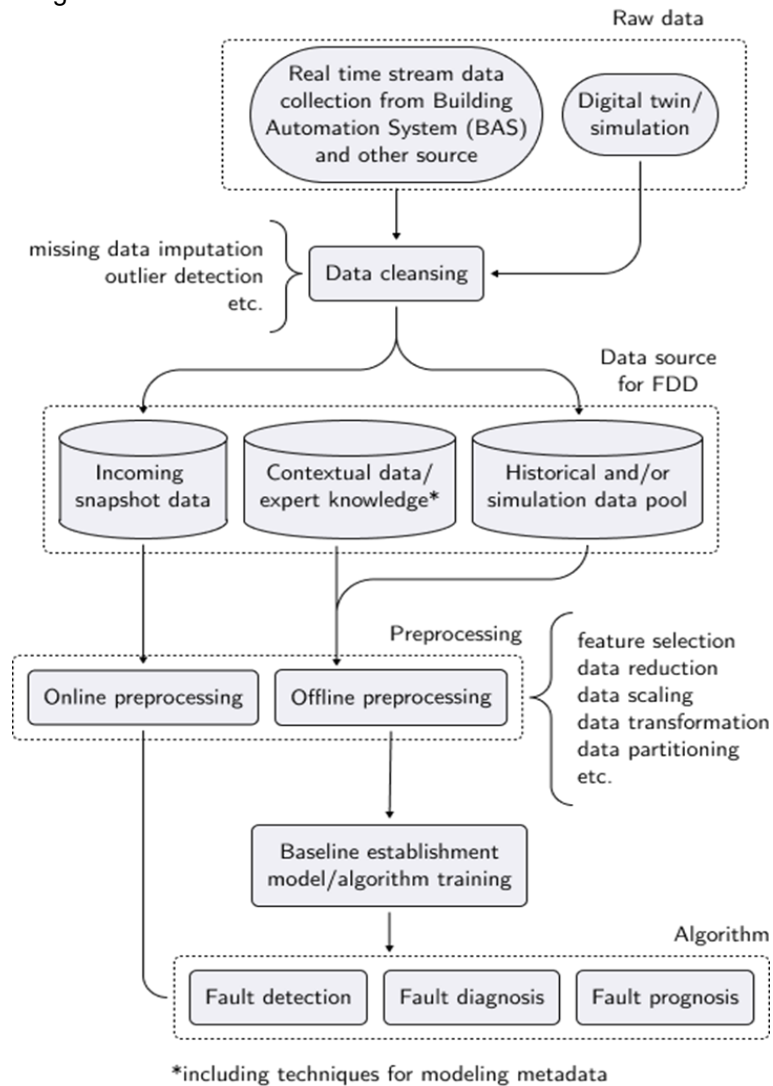 Raw data
Real time stream data
collection from Building
Automation System (BAS)
and other source
Digital twin/
simulation
missing data imputation
outlier detection
etc.
Data cleansing
Data source
for FDD
Incoming
snapshot data
Contextual data/
expert knowledge*
Historical and/or
simulation data pool
Preprocessing
Online preprocessing
Offline preprocessing
feature selection
data reduction
data scaling
data transformation
data partitioning
etc.
Baseline establishment
model/algorithm training
Algorithm
Fault detection
Fault diagnosis
Fault prognosis
*including techniques for modeling metadata